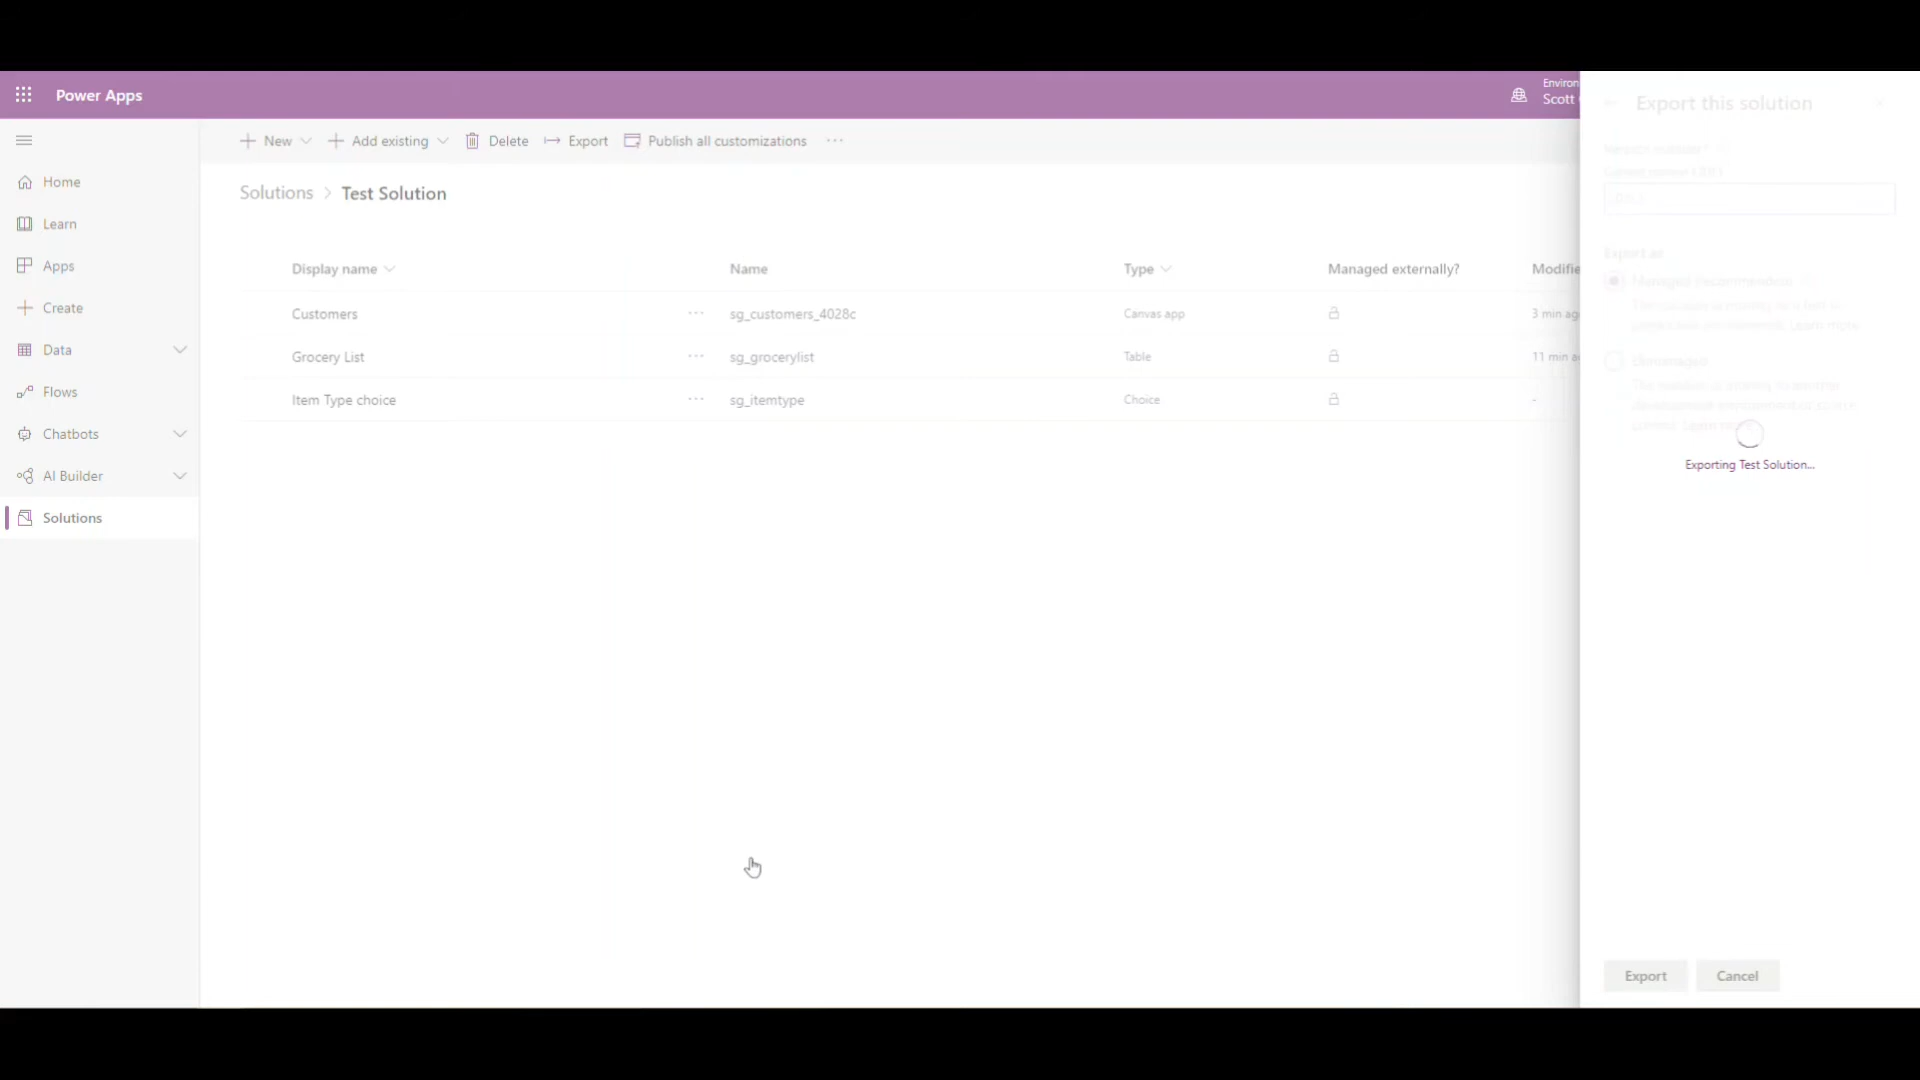 Power Apps
Environ
Scott
Export this solution
New
Add existing
Delete
Export
Publish all customizations
Home
Learn
Apps
Create
Data
Flows
Chatbots
AI Builder
Solutions
Solutions > Test Solution
Display name
Name
Type
Managed externally?
Modifie
Customers
sg_customers_4028c
Canvas app
3 min ag
Grocery List
sg_grocerylist
Table
11 min a
Item Type choice
sg_itemtype
Choice
-
Export as
Exporting Test Solution...
Export
Cancel